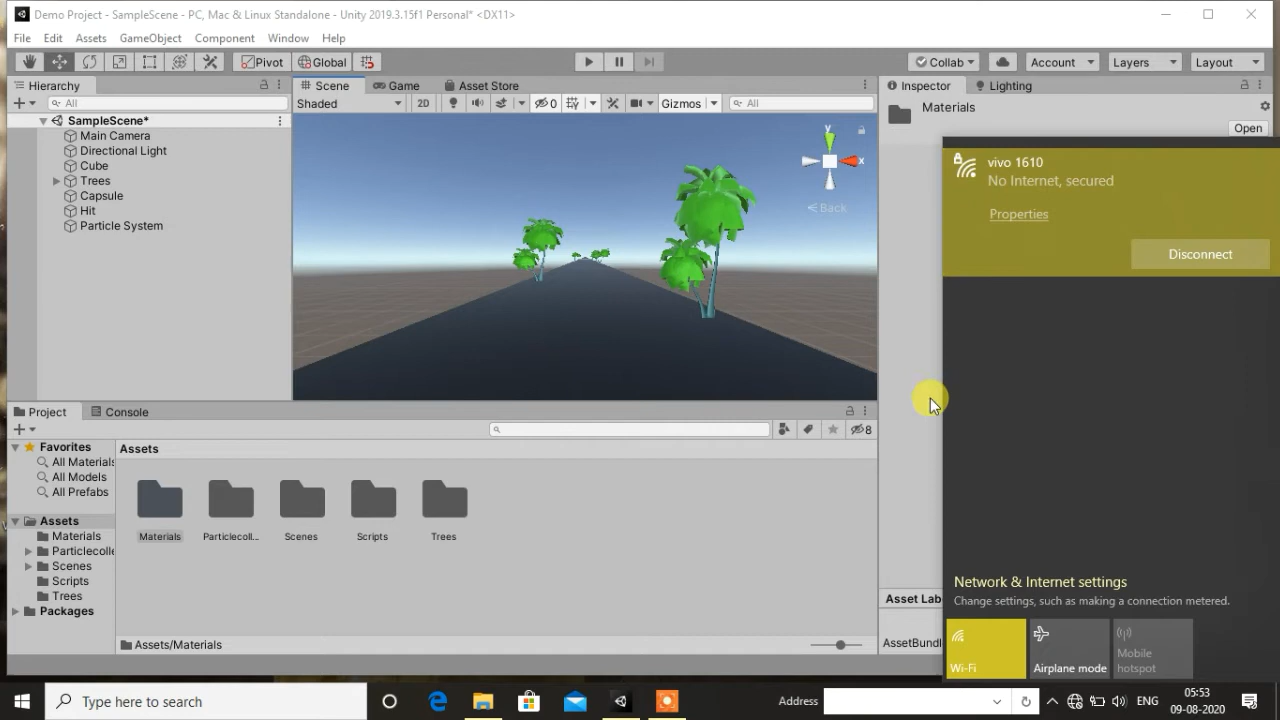 Demo Project - SampleScene - PC, Mac & Linux Standalone - Unity 2019.3.15f1 Personal* <DX11>
File Edit Assets GameObject Component Window Help
Pivot Global Collab Account Layers Layout
Hierarchy
All
SampleScene*
Main Camera
Directional Light
Cube
Trees
Capsule
Hit
Particle System
Scene Game Asset Store
Shaded 2D 0 Gizmos All
y
x
Back
Inspector Lighting
Materials
Open
vivo 1610
No Internet, secured
Properties
Disconnect
Project Console
8
Favorites
All Materials
All Models
All Prefabs
Assets
Materials
Particlecolle
Scenes
Scripts
Trees
Packages
Assets
Materials Particlecoll... Scenes Scripts Trees
Assets/Materials
Asset Lab
AssetBundl
Network & Internet settings
Change settings, such as making a connection metered.
Wi-Fi
Airplane mode
Mobile hotspot
Type here to search
Address
ENG
05:53
09-08-2020